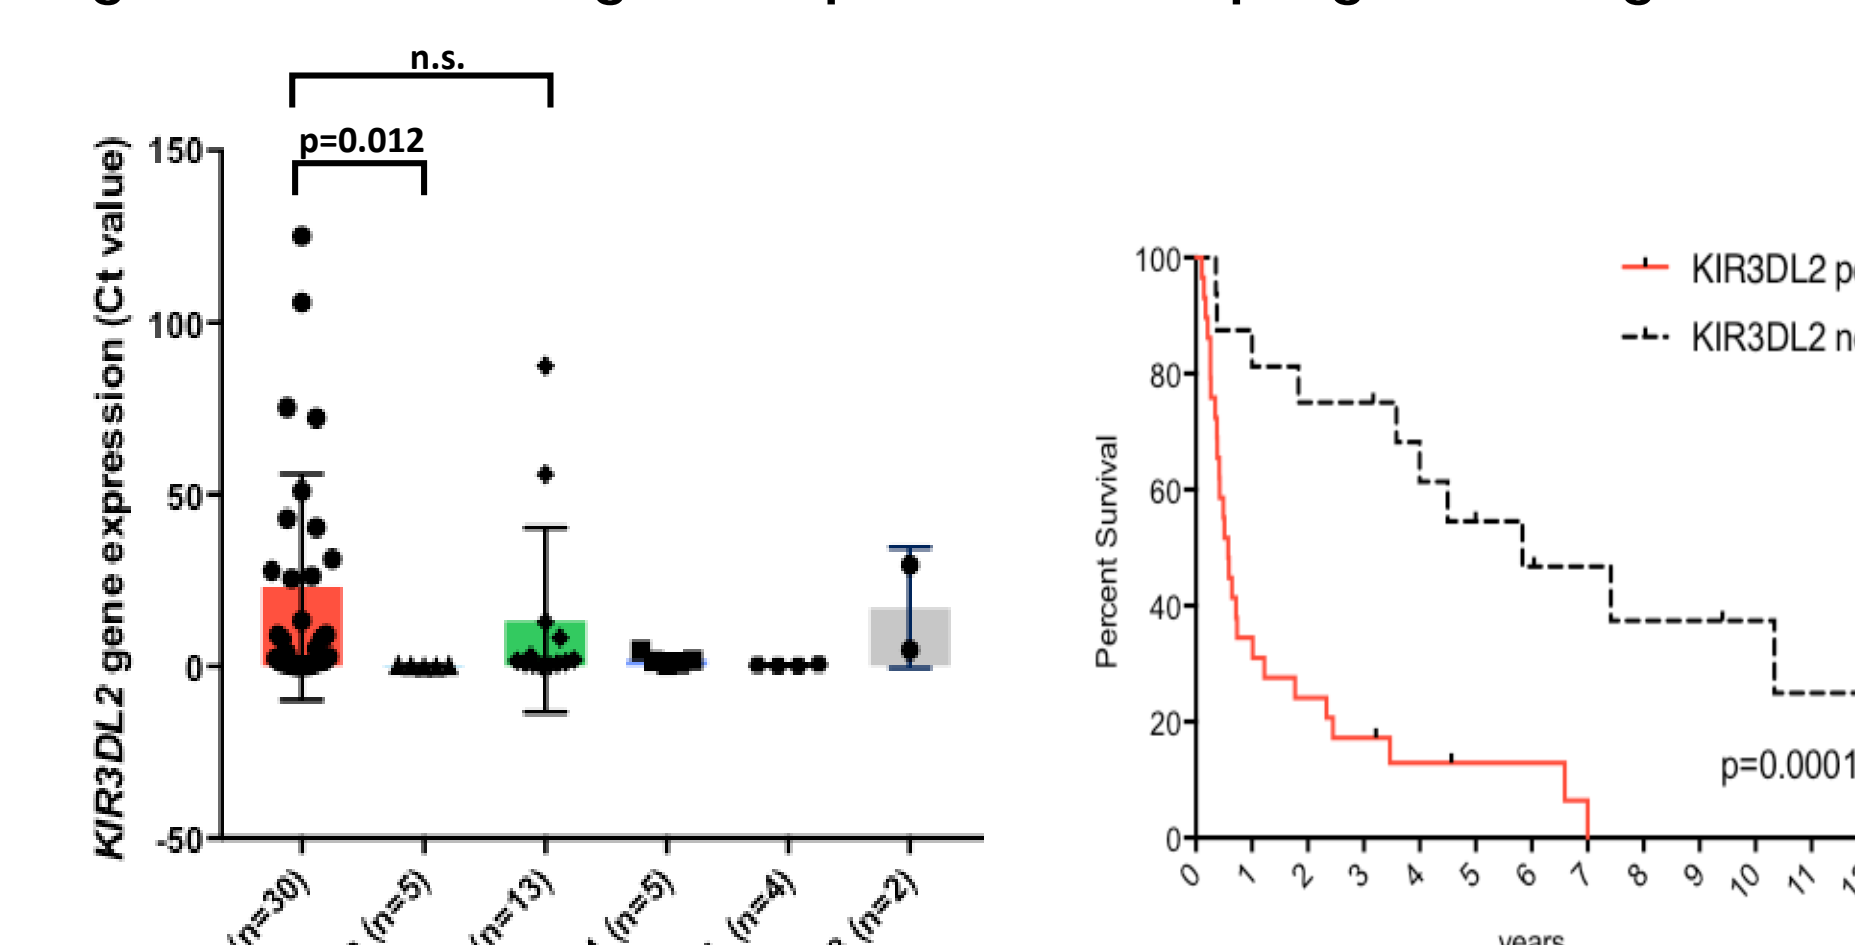 n.s.
p=0.012
KIR3DL2 gene expression (Ct value)
150
100
50
0
-50
(n=30)
(n=5)
(n=13)
(n=5)
(n=4)
(n=2)
Percent Survival
100
80
60
40
20
0
KIR3DL2
KIR3DL2
p=0.0001
0 1 2 3 4 5 6 7 8 9 10 11
years